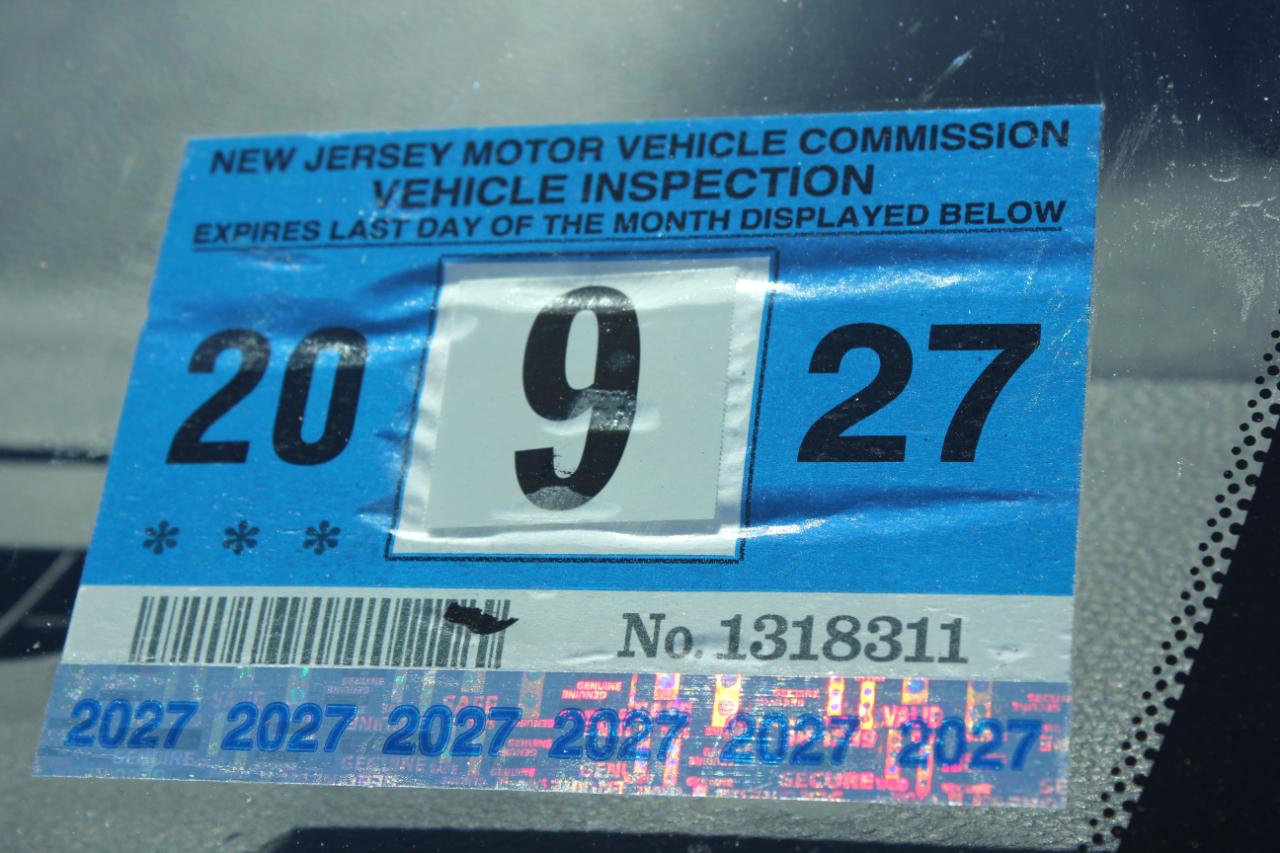 NEW JERSEY MOTOR VEHICLE COMMISSION
VEHICLE INSPECTION
EXPIRES LAST DAY OF THE MONTH DISPLAYED BELOW
20 9 27
* * *
No. 1318311
2027 2027 2027 2027 2027 2027